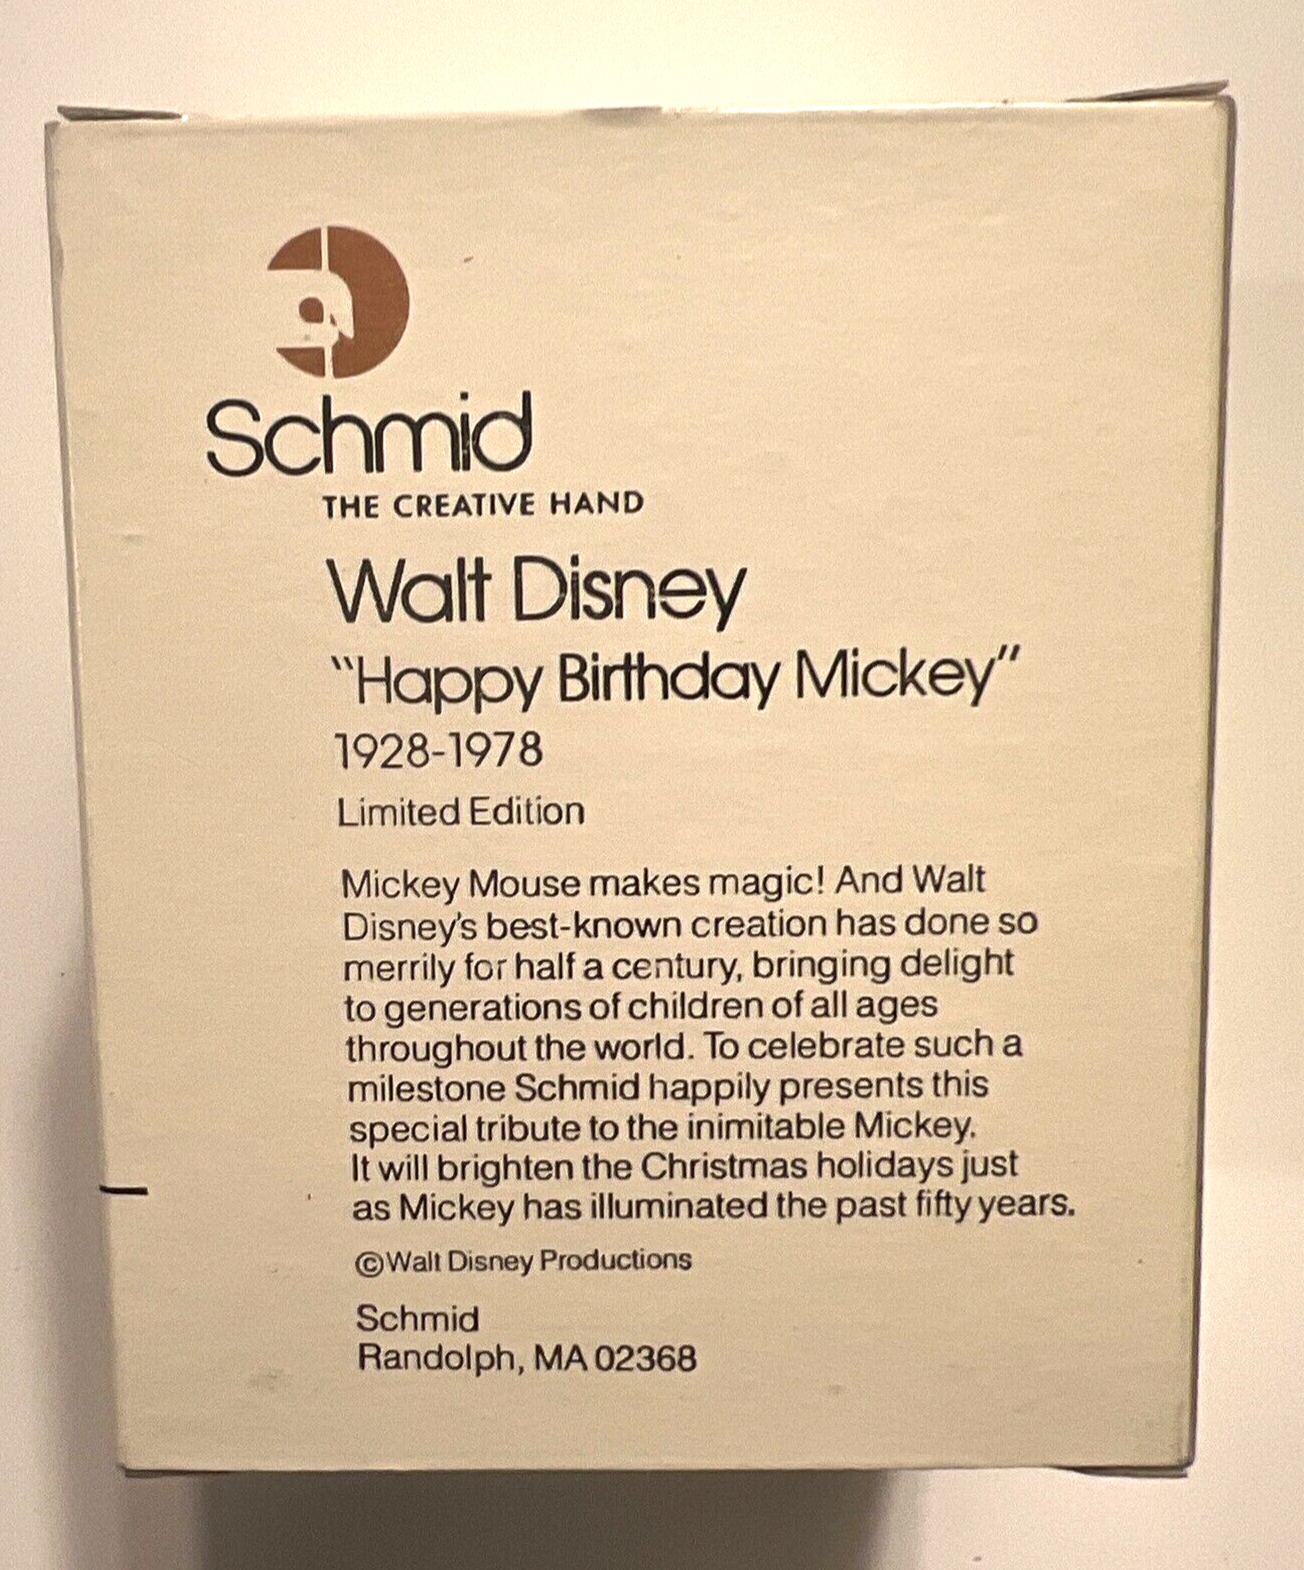 Schmid
THE CREATIVE HAND
Walt Disney
"Happy Birthday Mickey"
1928-1978
Limited Edition
Mickey Mouse makes magic! And Walt
Disney's best-known creation has done so
merrily for half a century, bringing delight
to generations of children of all ages
throughout the world. To celebrate such a
milestone Schmid happily presents this
special tribute to the inimitable Mickey.
It will brighten the Christmas holidays just
as Mickey has illuminated the past fifty years.
©Walt Disney Productions
Schmid
Randolph, MA 02368